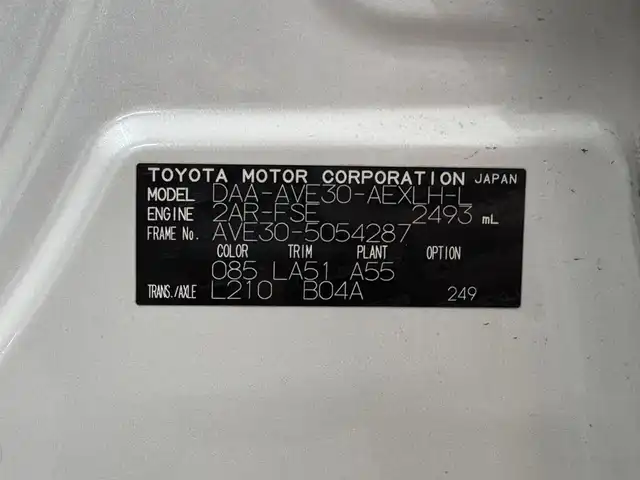 TOYOTA MOTOR CORPORATION JAPAN
MODEL DAA-AVE30-AEXLH-L
ENGINE 2AR-FSE 2493 mL
FRAME No. AVE30-5054287
COLOR TRIM PLANT OPTION
085 LA51 A55
TRANS./AXLE L210 B04A 249